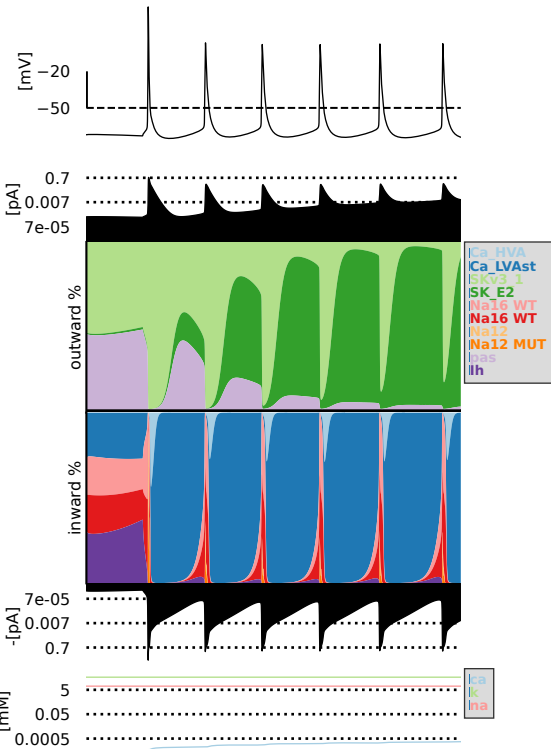 [mV]
−20
−50
[pA]
0.7
0.007
7e-05
outward %
Ca_HVA
Ca_LVAst
SKv3_1
SK_E2
Na16 WT
Na16 WT
Na12
Na12 MUT
pas
Ih
inward %
-[pA]
7e-05
0.007
0.7
[mM]
5
0.05
0.0005
ca
k
na